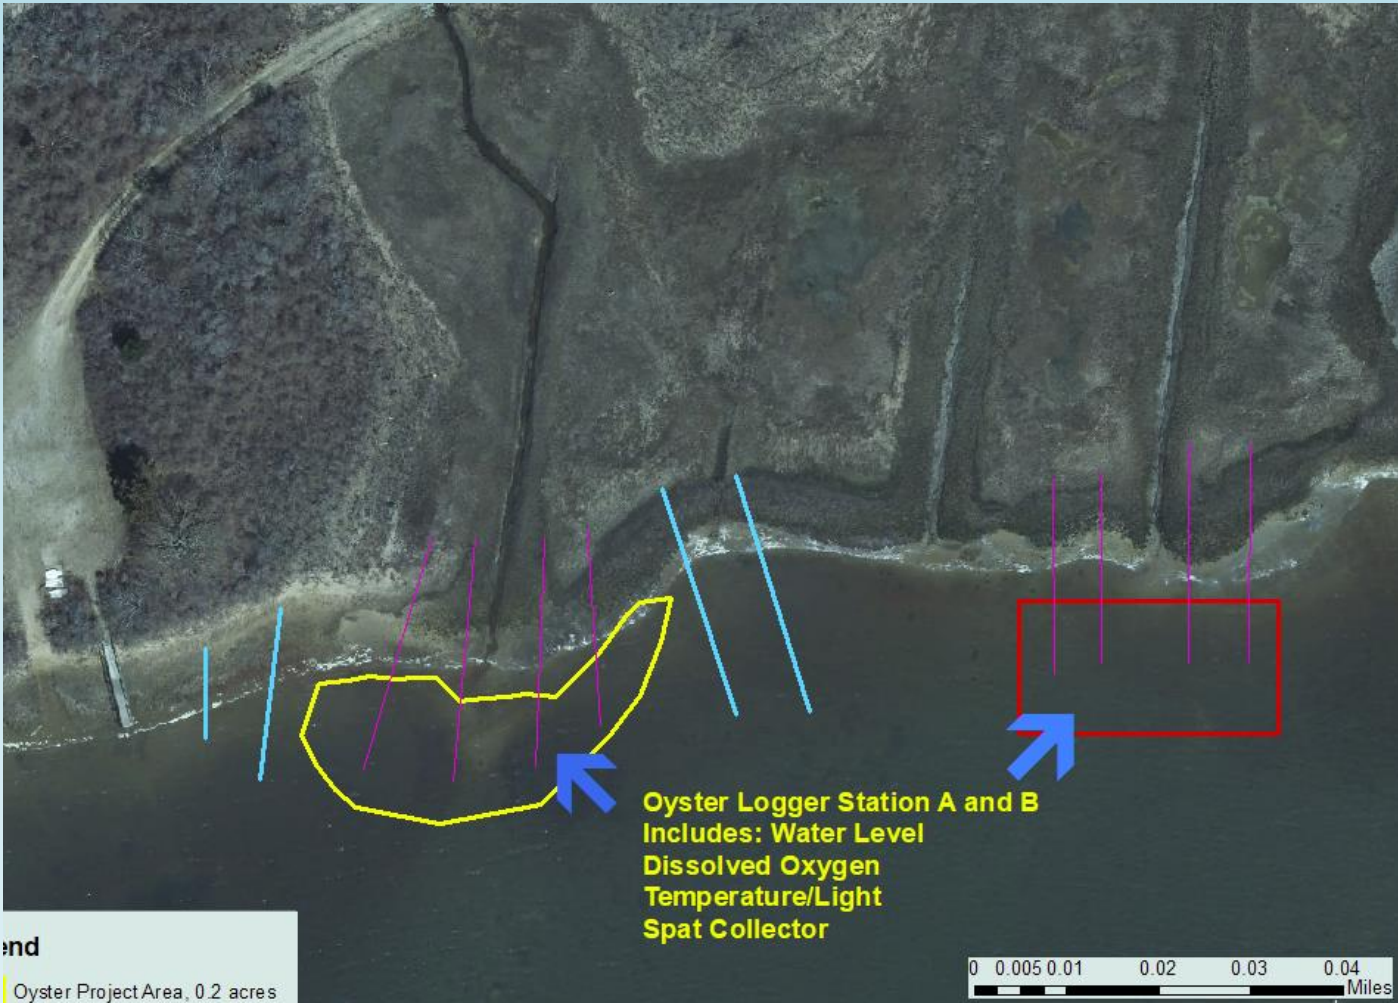 Oyster Logger Station A and B
Includes: Water Level
Dissolved Oxygen
Temperature/Light
Spat Collector
end
Oyster Project Area, 0.2 acres
0 0.005 0.01 0.02 0.03 0.04
Miles